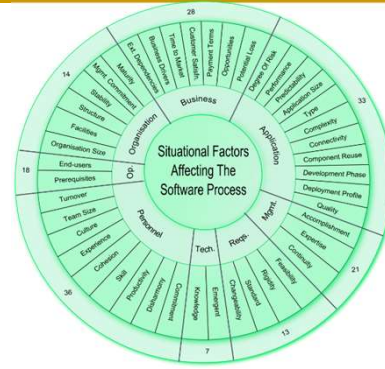 Situational Factors
Affecting The
Software Process
Business
Application
Mgmt.
Reqs.
Tech.
Personnel
Op.
Organisation
28
Ext. Dependencies
Business Drivers
Time to Market
Customer Satisfn.
Payment Terms
Opportunities
Potential Loss
33
Degree Of Risk
Performance
Predictability
Application Size
Type
Complexity
Connectivity
Component Reuse
Development Phase
Deployment Profile
Quality
21
Accomplishment
Expertise
Continuity
13
Feasibility
Rigidity
Standard
Changeability
7
Emergent
Knowledge
36
Commitment
Disharmony
Productivity
Skill
Cohesion
Experience
Culture
Team Size
Turnover
18
Prerequisites
End-users
14
Organisation Size
Facilities
Structure
Stability
Mgmt. Commitment
Maturity